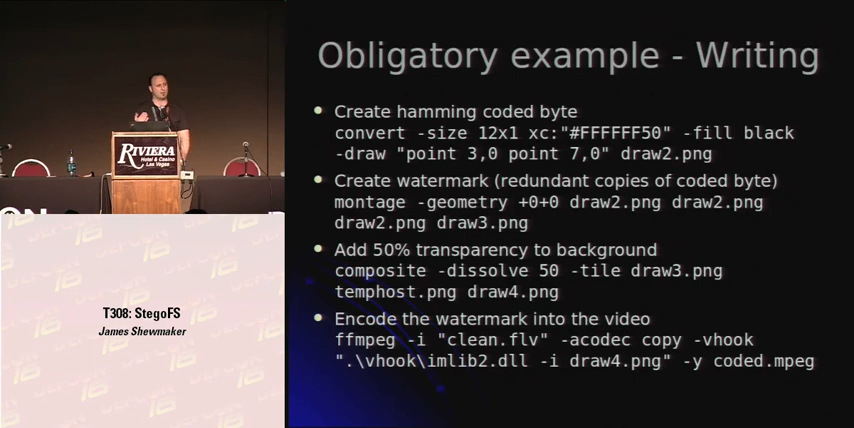 Obligatory example - Writing
Create hamming coded byte
convert -size 12x1 xc:"#FFFFFF50" -fill black
-draw "point 3,0 point 7,0" draw2.png
Create watermark (redundant copies of coded byte)
montage -geometry +0+0 draw2.png draw2.png
draw2.png draw3.png
Add 50% transparency to background
composite -dissolve 50 -tile draw3.png
temphost.png draw4.png
Encode the watermark into the video
ffmpeg -i "clean.flv" -acodec copy -vhook
".\vhook\imlib2.dll -i draw4.png" -y coded.mpeg
RIVIERA
Hotel & Casino
Las Vegas
T308: StegoFS
James Shewmaker